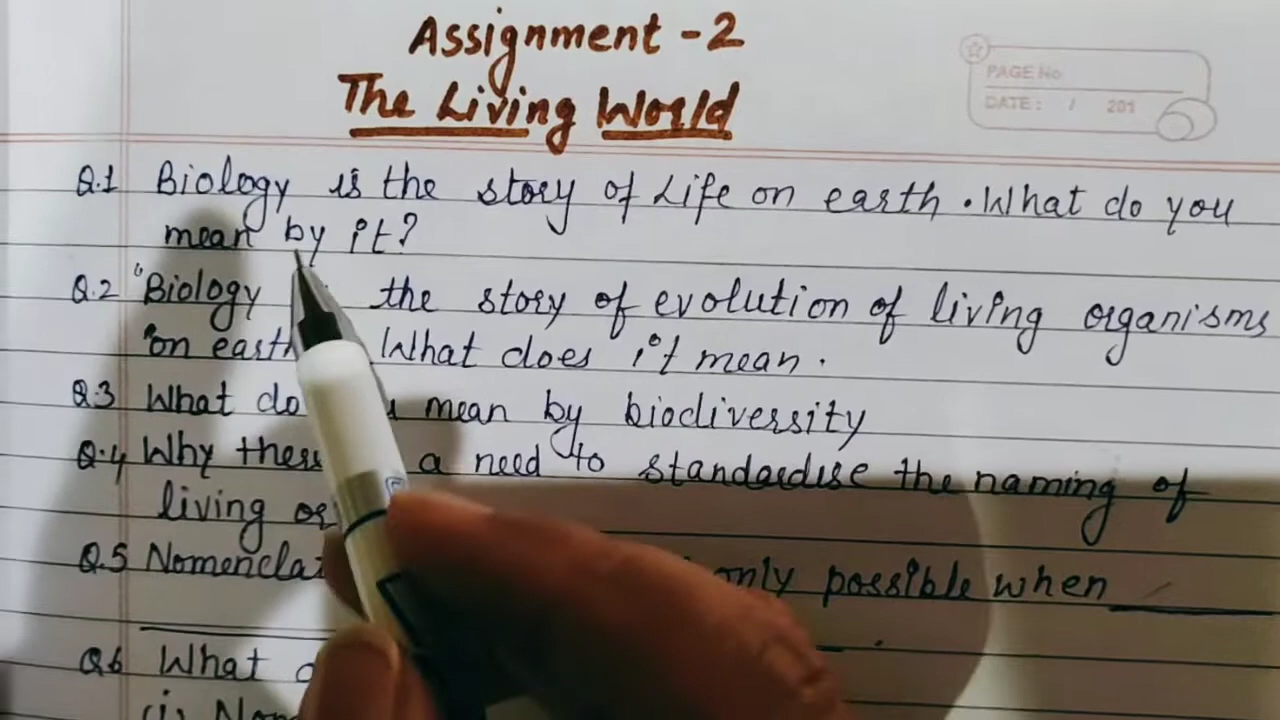 Assignment - 2
The Living World
PAGE No.
DATE : / 201
Q.1 Biology is the story of Life on earth. What do you
mean by it?
Q.2 "Biology the story of evolution of living organisms
on earth What does it mean.
Q.3 What do mean by biodiversity
Q.4 Why a need to standardise the naming of
living
Q.5 only possible when ______
Q6 What
(i)